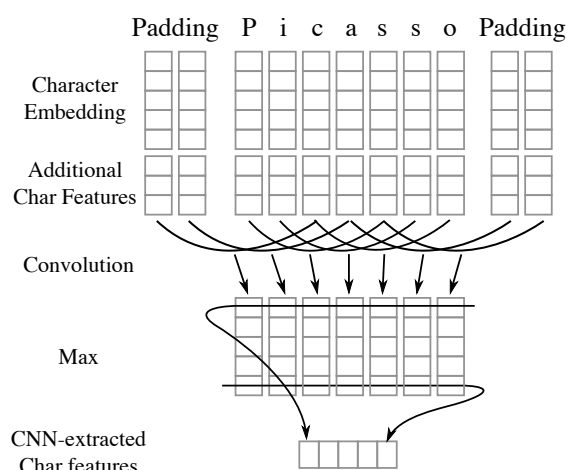 Padding P i c a s s o Padding
Character
Embedding
Additional
Char Features
Convolution
Max
CNN-extracted
Char features